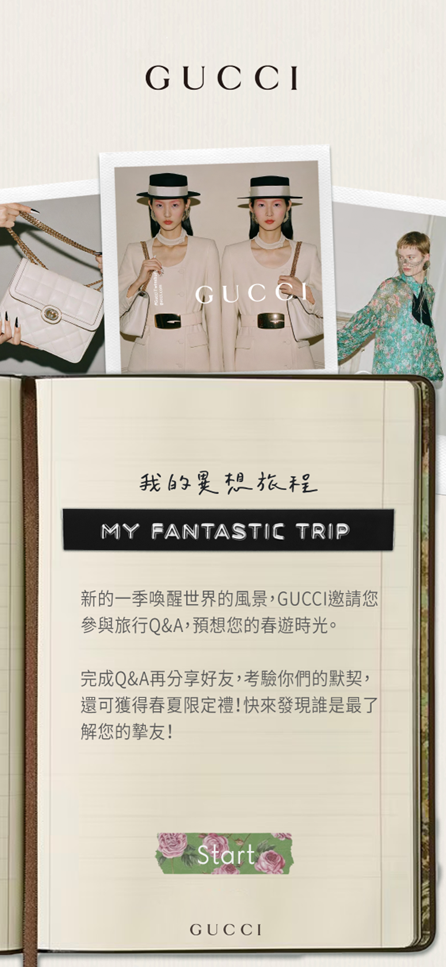 GUCCI
GUCCI
我的異想旅程
MY FANTASTIC TRIP
新的一季喚醒世界的風景，GUCCI邀請您
參與旅行Q&A，預想您的春遊時光。
完成Q&A再分享好友，考驗你們的默契，
還可獲得春夏限定禮！快來發現誰是最了
解您的摯友！
Start
GUCCI